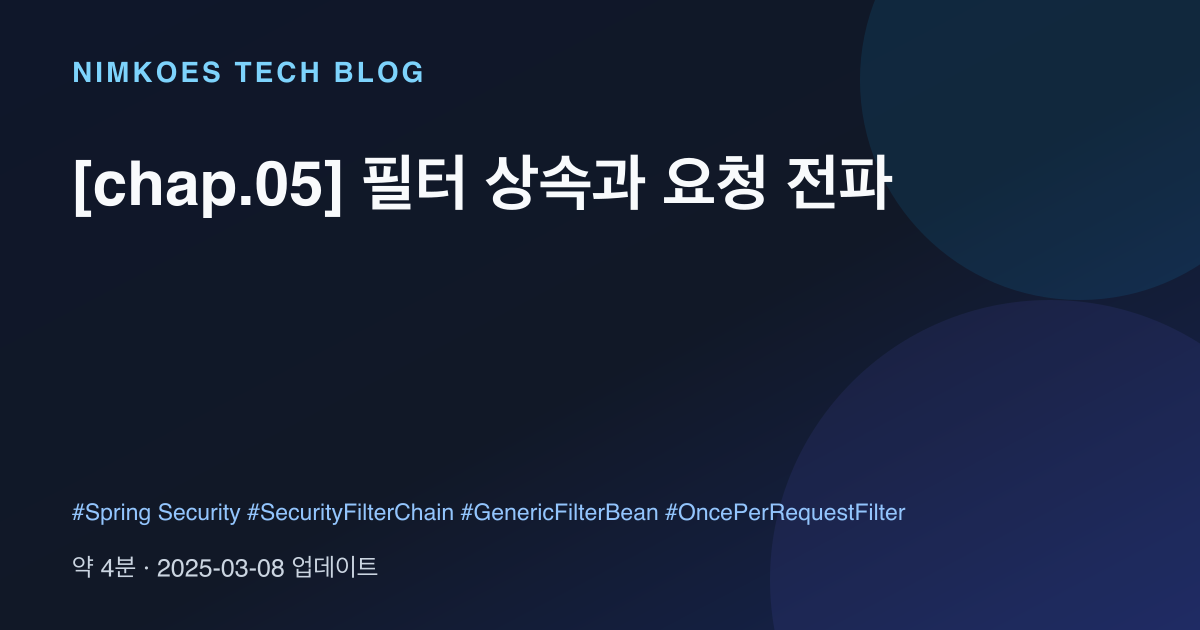 NIMKOES TECH BLOG
[chap.05] 필터 상속과 요청 전파
#Spring Security #SecurityFilterChain #GenericFilterBean #OncePerRequestFilter
약 4분 · 2025-03-08 업데이트